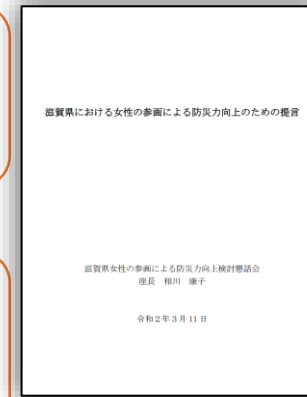 滋賀県における女性の参画による防災力向上のための提言
滋賀県女性の参画による防災力向上検討懇話会
座長 相川 康子
令和2年3月11日